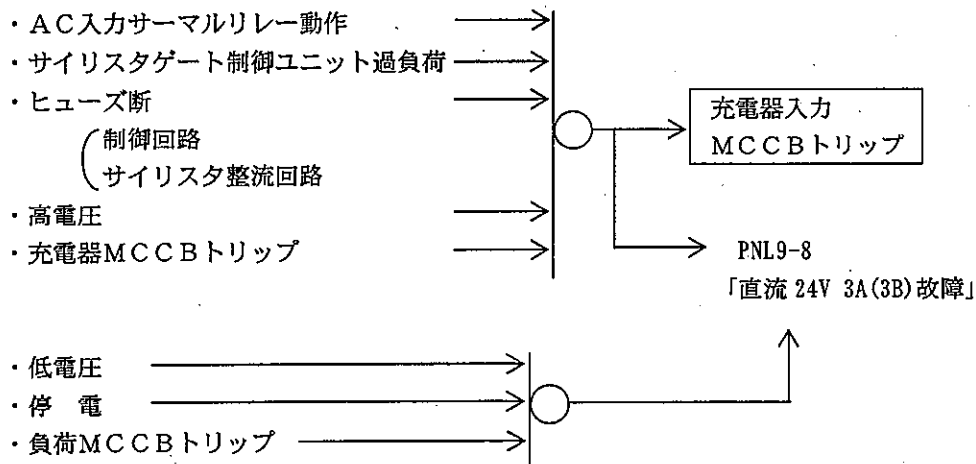 ・ＡＣ入力サーマルリレー動作
・サイリスタゲート制御ユニット過負荷
・ヒューズ断
制御回路
サイリスタ整流回路
・高電圧
・充電器ＭＣＣＢトリップ
充電器入力
ＭＣＣＢトリップ
PNL9-8
「直流 24V 3A(3B)故障」
・低電圧
・停　電
・負荷ＭＣＣＢトリップ